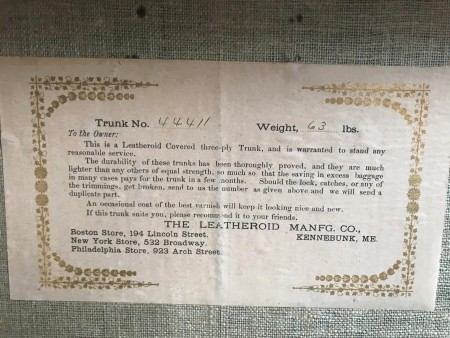 Trunk No. 44411 Weight, 63 lbs.
To the Owner:
This is a Leatheroid Covered three-ply Trunk, and is warranted to stand any
reasonable service.
The durability of these trunks has been thoroughly proved, and they are much
lighter than any others of equal strength, so much so that the saving in excess baggage
in many cases pays for the trunk in a few months. Should the lock, catches, or any of
the trimmings, get broken, send to us the number as given above and we will send a
duplicate part.
An occasional coat of the best varnish will keep it looking nice and new.
If this trunk suits you, please recommend it to your friends.
THE LEATHEROID MANFG. CO.,
Boston Store, 194 Lincoln Street. KENNEBUNK, ME.
New York Store, 532 Broadway.
Philadelphia Store, 923 Arch Street.